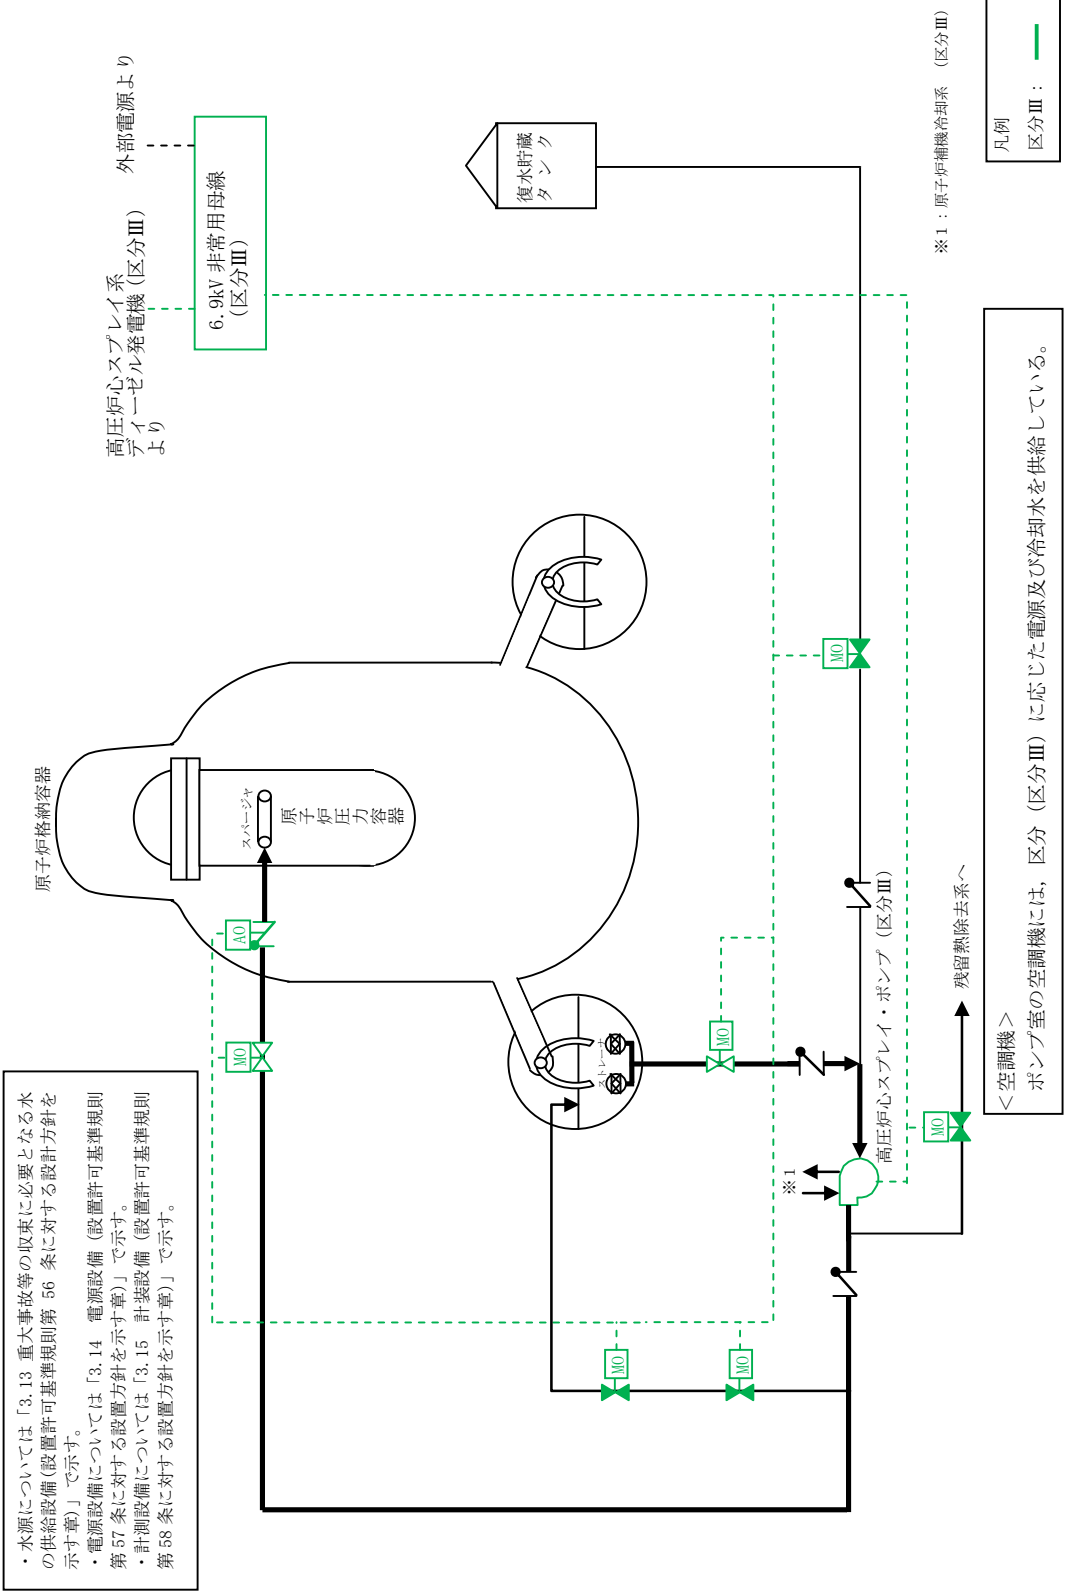 ・水源については「3.13 重大事故等の収束に必要となる水
の供給設備(設置許可基準規則第 56 条に対する設計方針を
示す章)」で示す。
・電源設備については「3.14 電源設備(設置許可基準規則
第 57 条に対する設置方針を示す章)」で示す。
・計測設備については「3.15 計装設備(設置許可基準規則
第 58 条に対する設置方針を示す章)」で示す。
原子炉格納容器
高圧炉心スプレイ系
ディーゼル発電機(区分Ⅲ)
より
外部電源より
6.9kV 非常用母線
(区分Ⅲ)
MO
AO
スパージャ
原子炉圧力容器
復水貯蔵
タンク
ストレーナ
MO
MO
MO
MO
※1
高圧炉心スプレイ・ポンプ(区分Ⅲ)
MO
残留熱除去系へ
※1:原子炉補機冷却系 (区分Ⅲ)
<空調機>
ポンプ室の空調機には,区分(区分Ⅲ)に応じた電源及び冷却水を供給している。
凡例
区分Ⅲ: